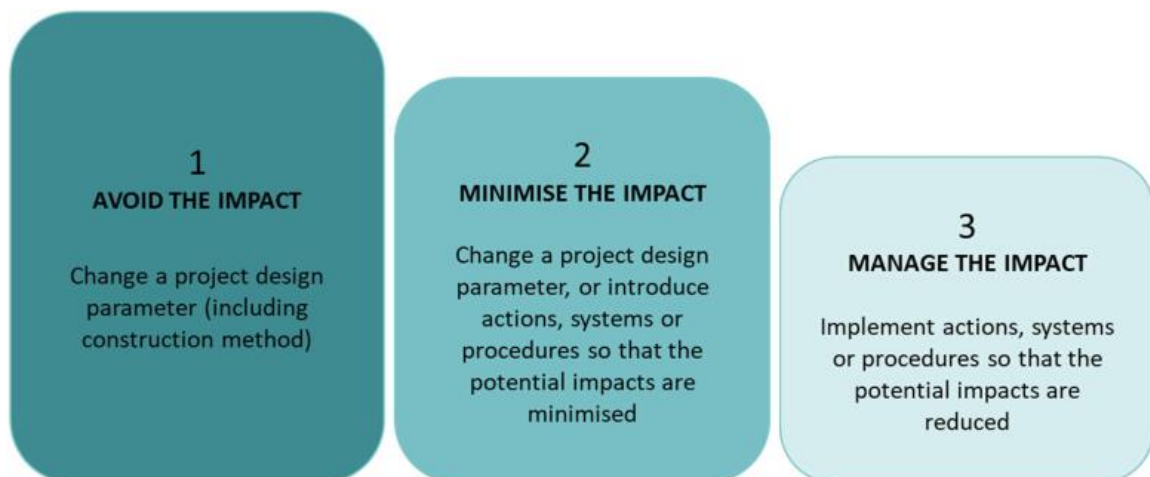 1
AVOID THE IMPACT
Change a project design
parameter (including
construction method)
2
MINIMISE THE IMPACT
Change a project design
parameter, or introduce
actions, systems or
procedures so that the
potential impacts are
minimised
3
MANAGE THE IMPACT
Implement actions, systems
or procedures so that the
potential impacts are
reduced